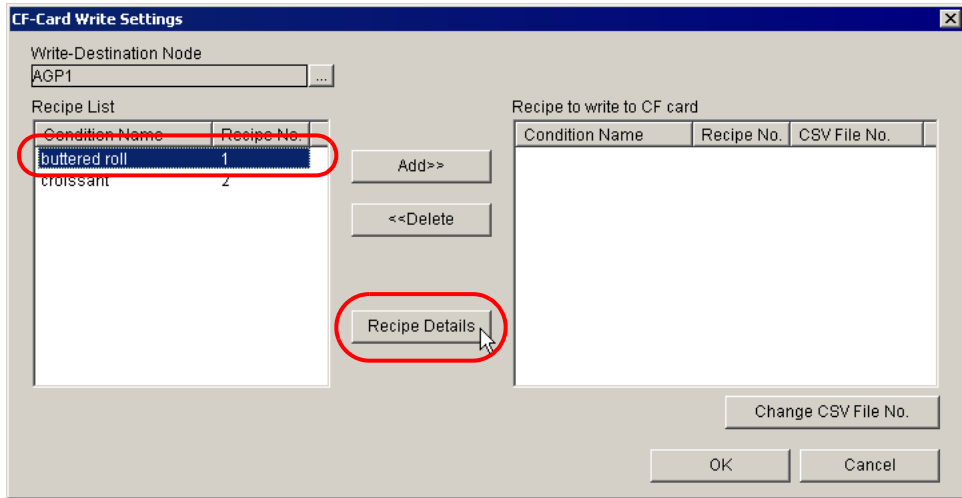 CF-Card Write Settings
Write-Destination Node
AGP1 ...
Recipe List
Condition Name Recipe No.
buttered roll 1
croissant 2
Add>>
<<Delete
Recipe Details
Recipe to write to CF card
Condition Name Recipe No. CSV File No.
Change CSV File No.
OK Cancel